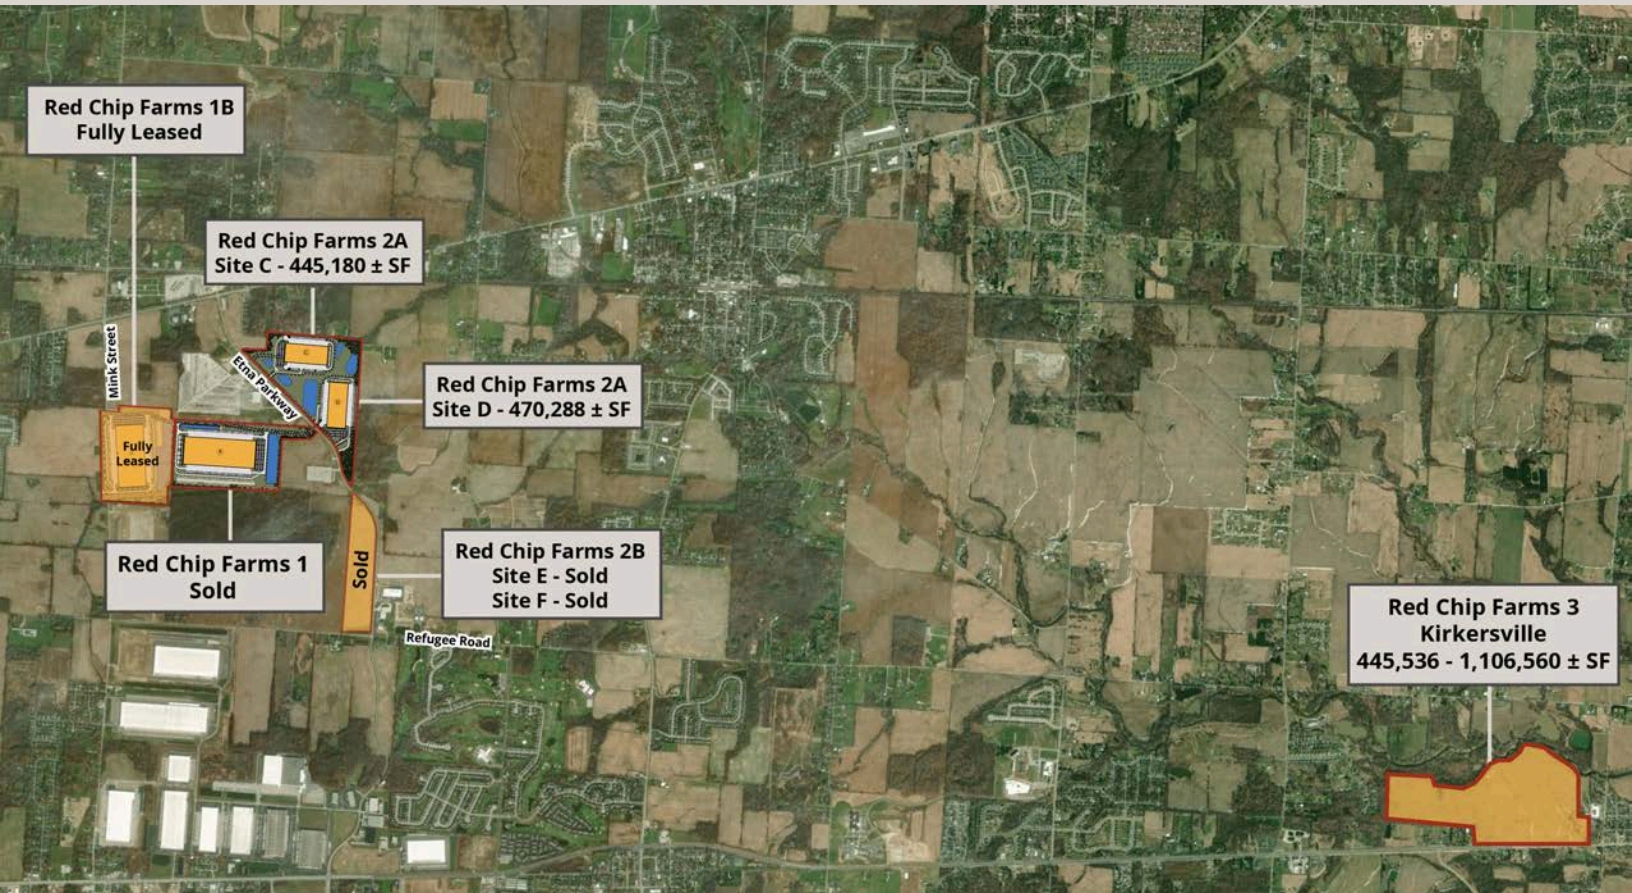 Red Chip Farms 1B
Fully Leased
Red Chip Farms 2A
Site C - 445,180 ± SF
Mink Street
Etna Parkway
Red Chip Farms 2A
Site D - 470,288 ± SF
Fully
Leased
Red Chip Farms 1
Sold
Sold
Red Chip Farms 2B
Site E - Sold
Site F - Sold
Refugee Road
Red Chip Farms 3
Kirkersville
445,536 - 1,106,560 ± SF